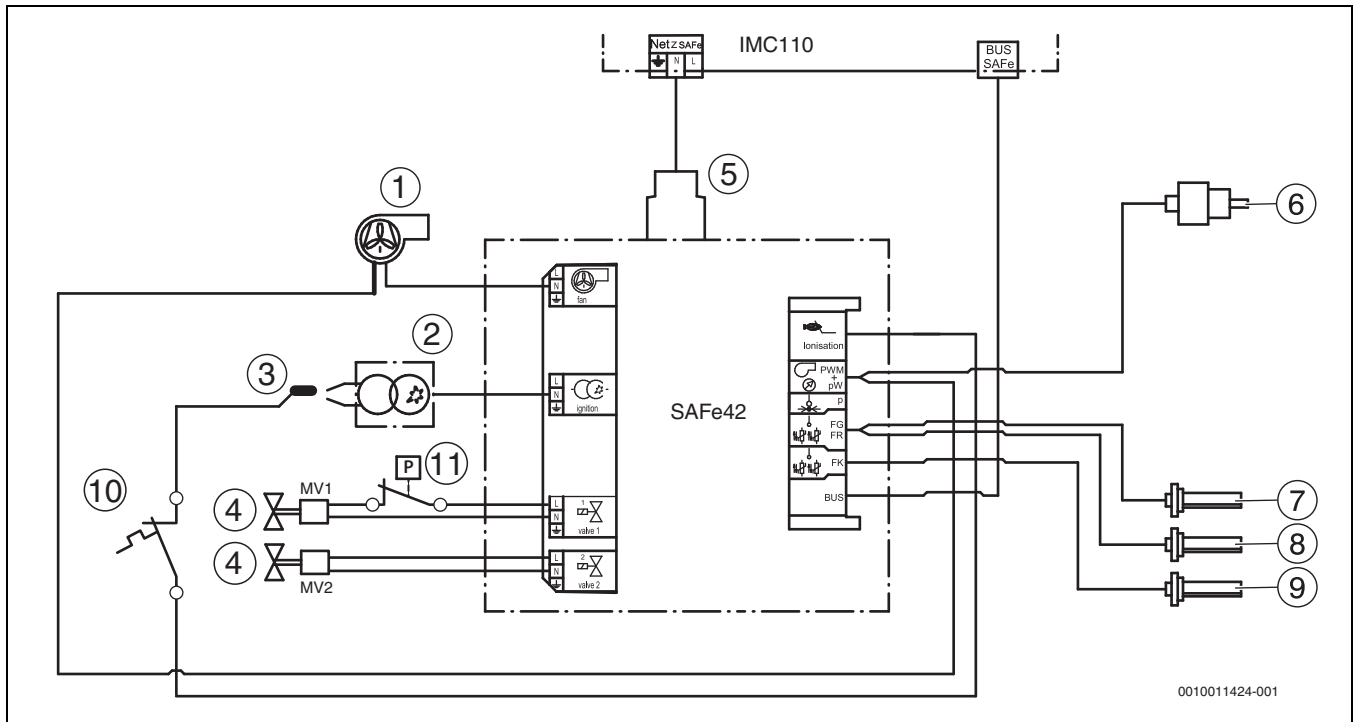 Netz SAFe
N L
IMC110
BUS
SAFe
1
5
6
L
N
fan
2
3
L
N
ignition
SAFe42
Ionisation
PWM
+
pW
p
FG
FR
FK
BUS
10
P
11
4
MV1
L
N
1
valve 1
4
MV2
L
N
2
valve 2
7
8
9
0010011424-001